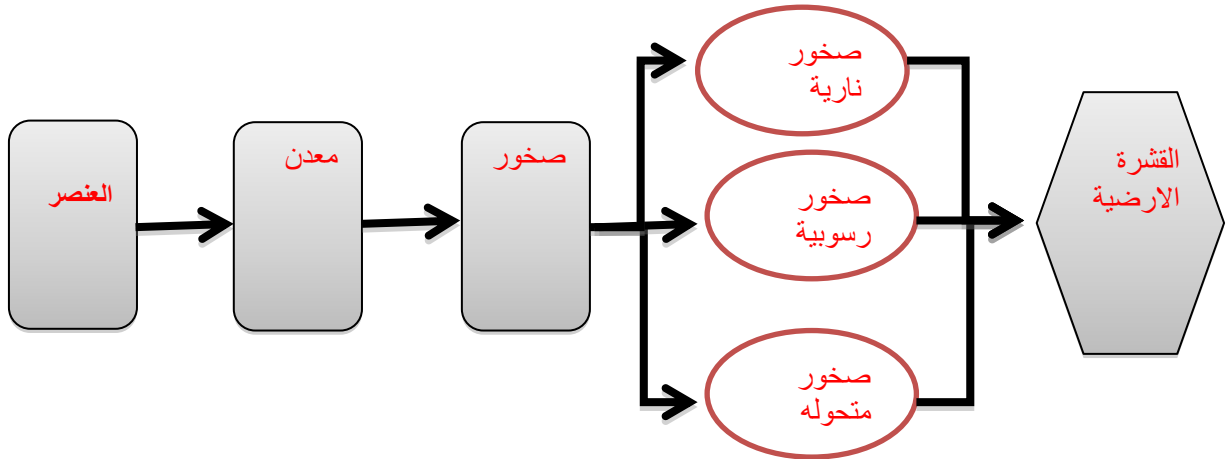 العنصر
معدن
صخور
صخور
نارية
صخور
رسوبية
صخور
متحوله
القشرة
الارضية